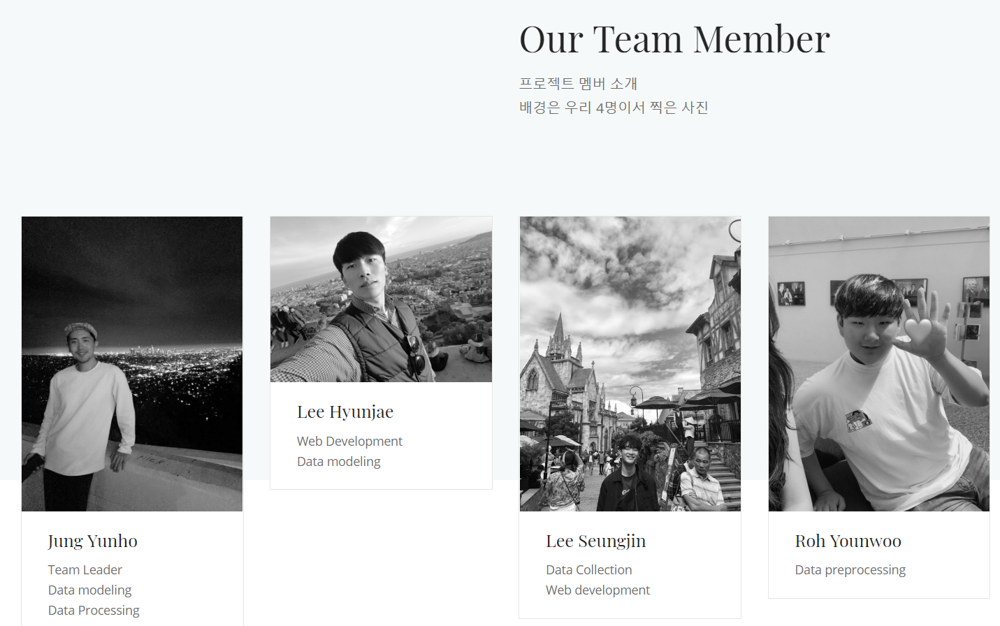 Our Team Member
프로젝트 멤버 소개
배경은 우리 4명이서 찍은 사진
Jung Yunho
Team Leader
Data modeling
Data Processing
Lee Hyunjae
Web Development
Data modeling
Lee Seungjin
Data Collection
Web development
Roh Younwoo
Data preprocessing